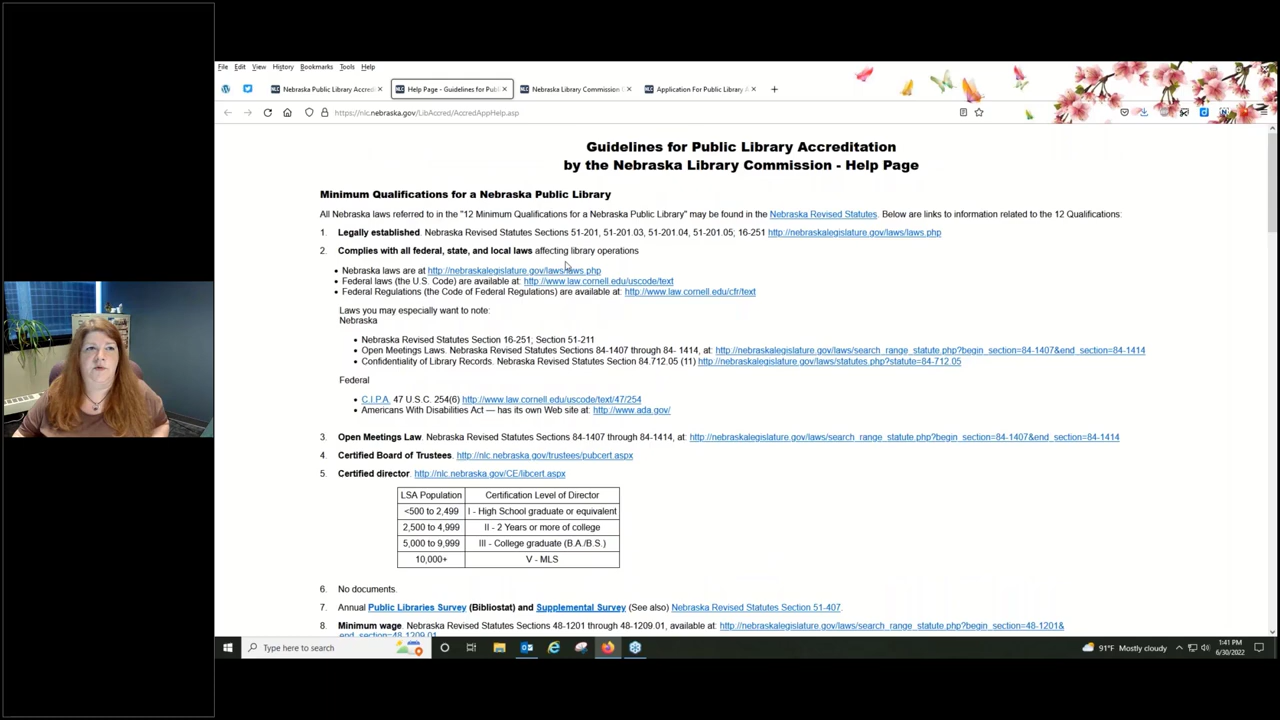 File Edit View History Bookmarks Tools Help
Nebraska Public Library Accred
Help Page - Guidelines for Publ
Nebraska Library Commission
Application For Public Library A
https://nlc.nebraska.gov/LibAccred/AccredAppHelp.asp
Guidelines for Public Library Accreditation
by the Nebraska Library Commission - Help Page
Minimum Qualifications for a Nebraska Public Library
All Nebraska laws referred to in the "12 Minimum Qualifications for a Nebraska Public Library" may be found in the Nebraska Revised Statutes. Below are links to information related to the 12 Qualifications:
1. Legally established. Nebraska Revised Statutes Sections 51-201, 51-201.03, 51-201.04, 51-201.05; 16-251 http://nebraskalegislature.gov/laws/laws.php
2. Complies with all federal, state, and local laws affecting library operations
• Nebraska laws are at http://nebraskalegislature.gov/laws/laws.php
• Federal laws (the U.S. Code) are available at: http://www.law.cornell.edu/uscode/text
• Federal Regulations (the Code of Federal Regulations) are available at: http://www.law.cornell.edu/cfr/text
Laws you may especially want to note:
Nebraska
• Nebraska Revised Statutes Section 16-251; Section 51-211
• Open Meetings Laws. Nebraska Revised Statutes Sections 84-1407 through 84- 1414, at: http://nebraskalegislature.gov/laws/search_range_statute.php?begin_section=84-1407&end_section=84-1414
• Confidentiality of Library Records. Nebraska Revised Statutes Section 84.712.05 (11) http://nebraskalegislature.gov/laws/statutes.php?statute=84-712.05
Federal
• C.I.P.A. 47 U.S.C. 254(6) http://www.law.cornell.edu/uscode/text/47/254
• Americans With Disabilities Act — has its own Web site at: http://www.ada.gov/
3. Open Meetings Law. Nebraska Revised Statutes Sections 84-1407 through 84-1414, at: http://nebraskalegislature.gov/laws/search_range_statute.php?begin_section=84-1407&end_section=84-1414
4. Certified Board of Trustees. http://nlc.nebraska.gov/trustees/pubcert.aspx
5. Certified director. http://nlc.nebraska.gov/CE/libcert.aspx
LSA Population Certification Level of Director
<500 to 2,499 I - High School graduate or equivalent
2,500 to 4,999 II - 2 Years or more of college
5,000 to 9,999 III - College graduate (B.A./B.S.)
10,000+ V - MLS
6. No documents.
7. Annual Public Libraries Survey (Bibliostat) and Supplemental Survey (See also) Nebraska Revised Statutes Section 51-407.
8. Minimum wage. Nebraska Revised Statutes Sections 48-1201 through 48-1209.01, available at: http://nebraskalegislature.gov/laws/search_range_statute.php?begin_section=48-1201&
end_section=48-1209.01
Type here to search
91°F Mostly cloudy
1:41 PM
6/30/2022